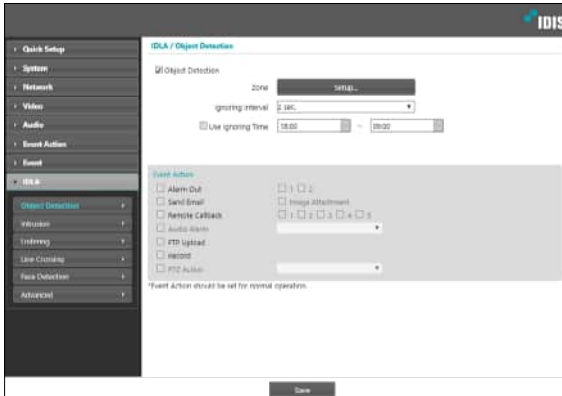 IDIS
Quick Setup
System
Network
Video
Audio
Event Action
Event
IDLA
Object Detection
Intrusion
Loitering
Line Crossing
Face Detection
Advanced
IDLA / Object Detection
Object Detection
Zone Setup...
Ignoring Interval 2 sec.
Use Ignoring Time 18:00 ~ 09:00
Event Action
Alarm Out 1 2
Send Email Image Attachment
Remote Callback 1 2 3 4 5
Audio Alarm
FTP Upload
Record
PTZ Action
*Event Action should be set for normal operation.
Save